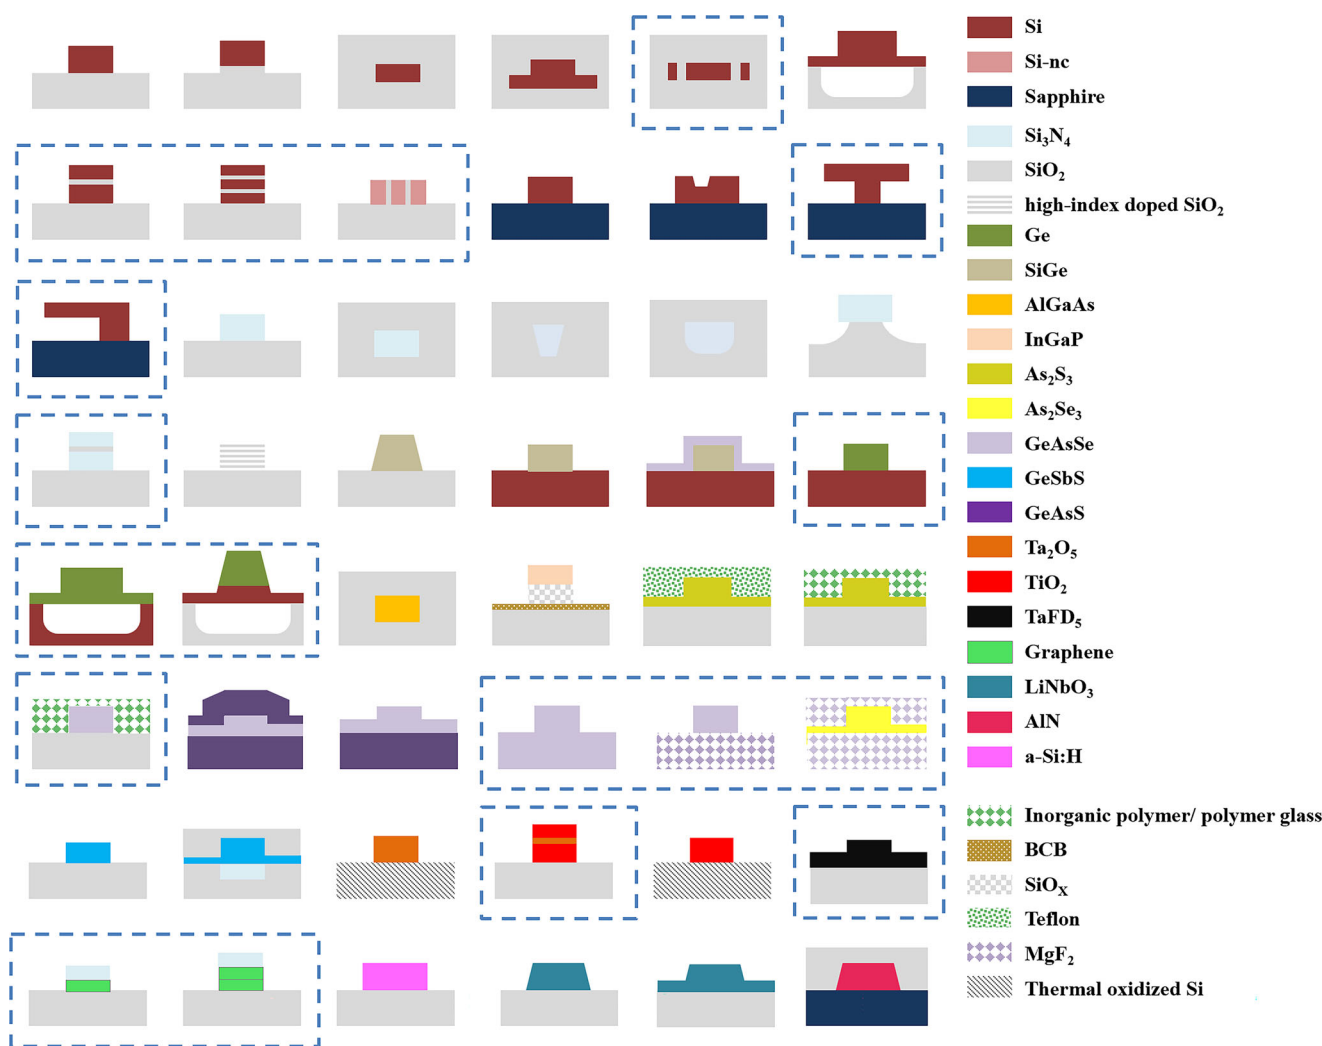 Si
Si-nc
Sapphire
Si₃N₄
SiO₂
high-index doped SiO₂
Ge
SiGe
AlGaAs
InGaP
As₂S₃
As₂Se₃
GeAsSe
GeSbS
GeAsS
Ta₂O₅
TiO₂
TaFD₅
Graphene
LiNbO₃
AlN
a-Si:H
Inorganic polymer/ polymer glass
BCB
SiOₓ
Teflon
MgF₂
Thermal oxidized Si